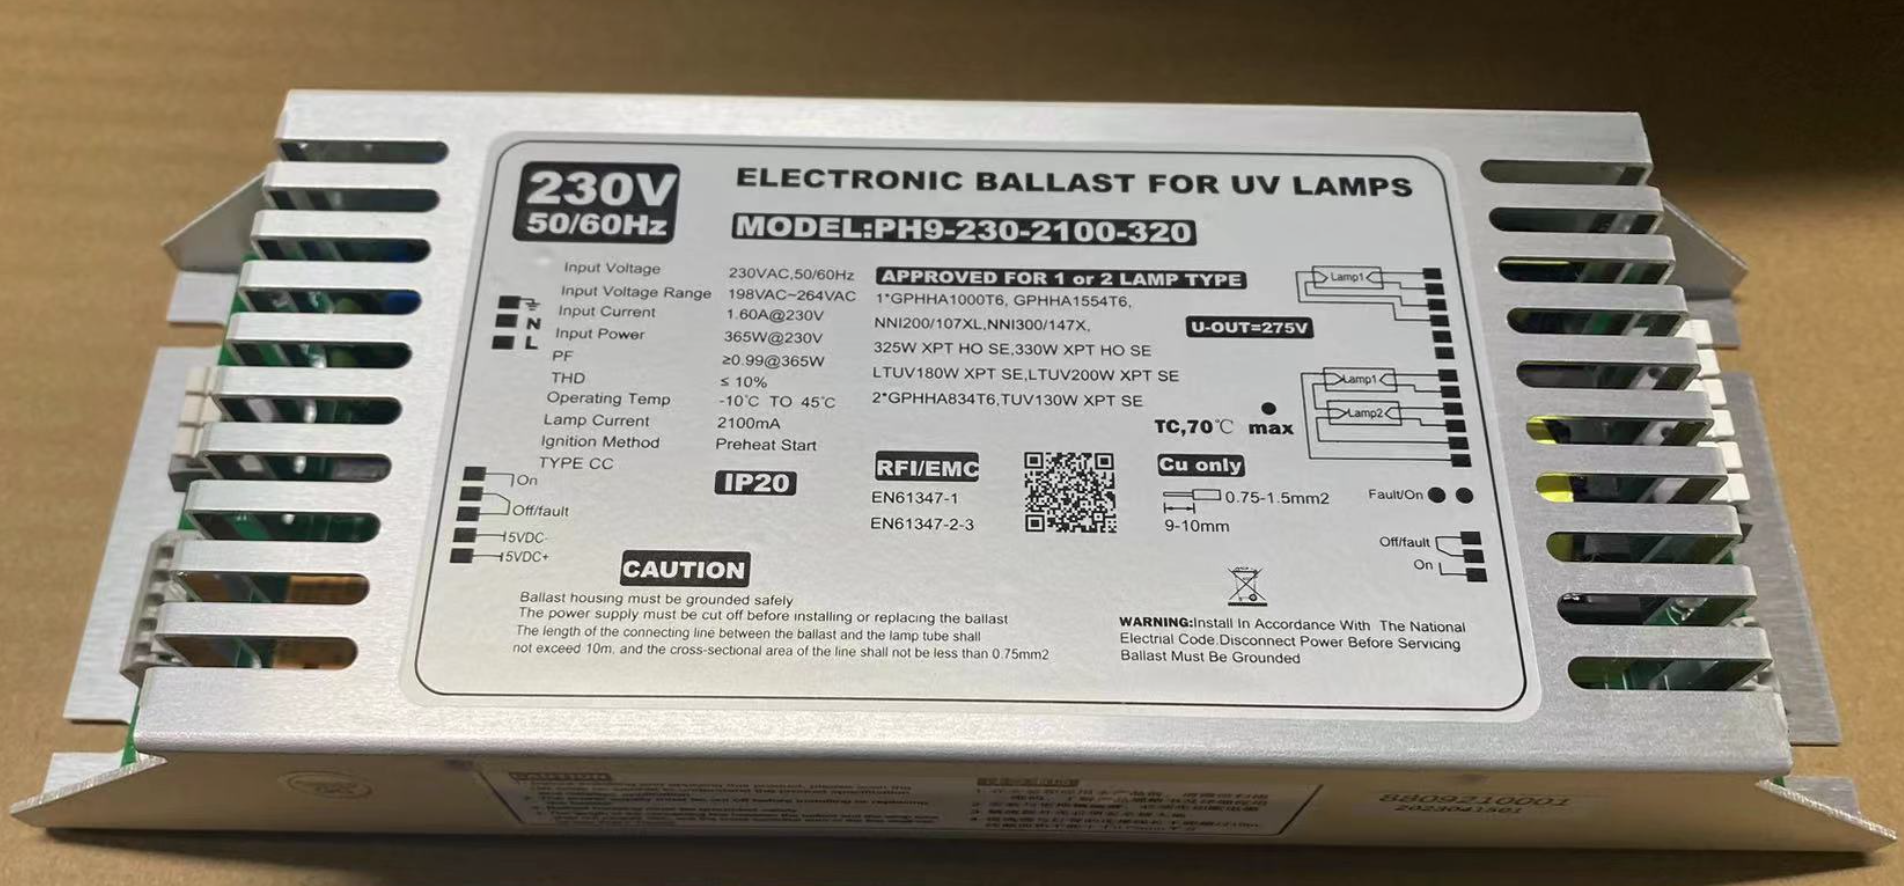 230V
50/60Hz
ELECTRONIC BALLAST FOR UV LAMPS
MODEL:PH9-230-2100-320
Input Voltage 230VAC,50/60Hz
Input Voltage Range 198VAC~264VAC
Input Current 1.60A@230V
Input Power 365W@230V
PF ≥0.99@365W
THD ≤ 10%
Operating Temp -10℃ TO 45℃
Lamp Current 2100mA
Ignition Method Preheat Start
TYPE CC
N
L
APPROVED FOR 1 or 2 LAMP TYPE
1*GPHHA1000T6, GPHHA1554T6,
NNI200/107XL,NNI300/147X,
325W XPT HO SE,330W XPT HO SE
LTUV180W XPT SE,LTUV200W XPT SE
2*GPHHA834T6,TUV130W XPT SE
U-OUT=275V
Lamp1
Lamp1
Lamp2
TC,70℃ max
On
Off/fault
5VDC-
5VDC+
IP20
RFI/EMC
EN61347-1
EN61347-2-3
Cu only
0.75-1.5mm2
9-10mm
Fault/On
Off/fault
On
CAUTION
Ballast housing must be grounded safely
The power supply must be cut off before installing or replacing the ballast
The length of the connecting line between the ballast and the lamp tube shall
not exceed 10m, and the cross-sectional area of the line shall not be less than 0.75mm2
WARNING:Install In Accordance With The National
Electrial Code.Disconnect Power Before Servicing
Ballast Must Be Grounded
8809210001
2023041501